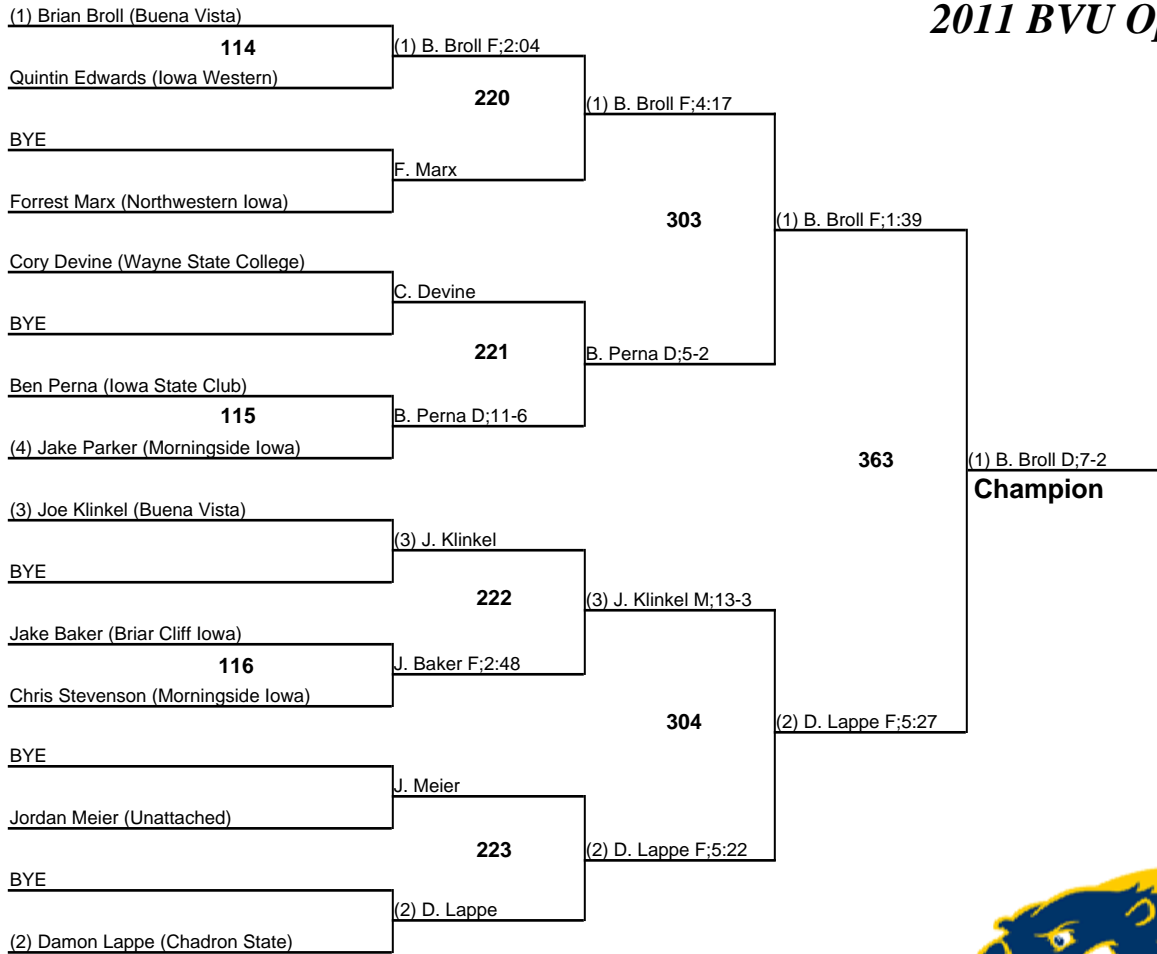 2011 BVU Op
(1) Brian Broll (Buena Vista)
114
Quintin Edwards (Iowa Western)
(1) B. Broll F;2:04
220
(1) B. Broll F;4:17
BYE
F. Marx
Forrest Marx (Northwestern Iowa)
303
(1) B. Broll F;1:39
Cory Devine (Wayne State College)
C. Devine
BYE
221
B. Perna D;5-2
Ben Perna (Iowa State Club)
115
B. Perna D;11-6
(4) Jake Parker (Morningside Iowa)
363
(1) B. Broll D;7-2
Champion
(3) Joe Klinkel (Buena Vista)
(3) J. Klinkel
BYE
222
(3) J. Klinkel M;13-3
Jake Baker (Briar Cliff Iowa)
116
J. Baker F;2:48
Chris Stevenson (Morningside Iowa)
304
(2) D. Lappe F;5:27
BYE
J. Meier
Jordan Meier (Unattached)
223
(2) D. Lappe F;5:22
BYE
(2) D. Lappe
(2) Damon Lappe (Chadron State)